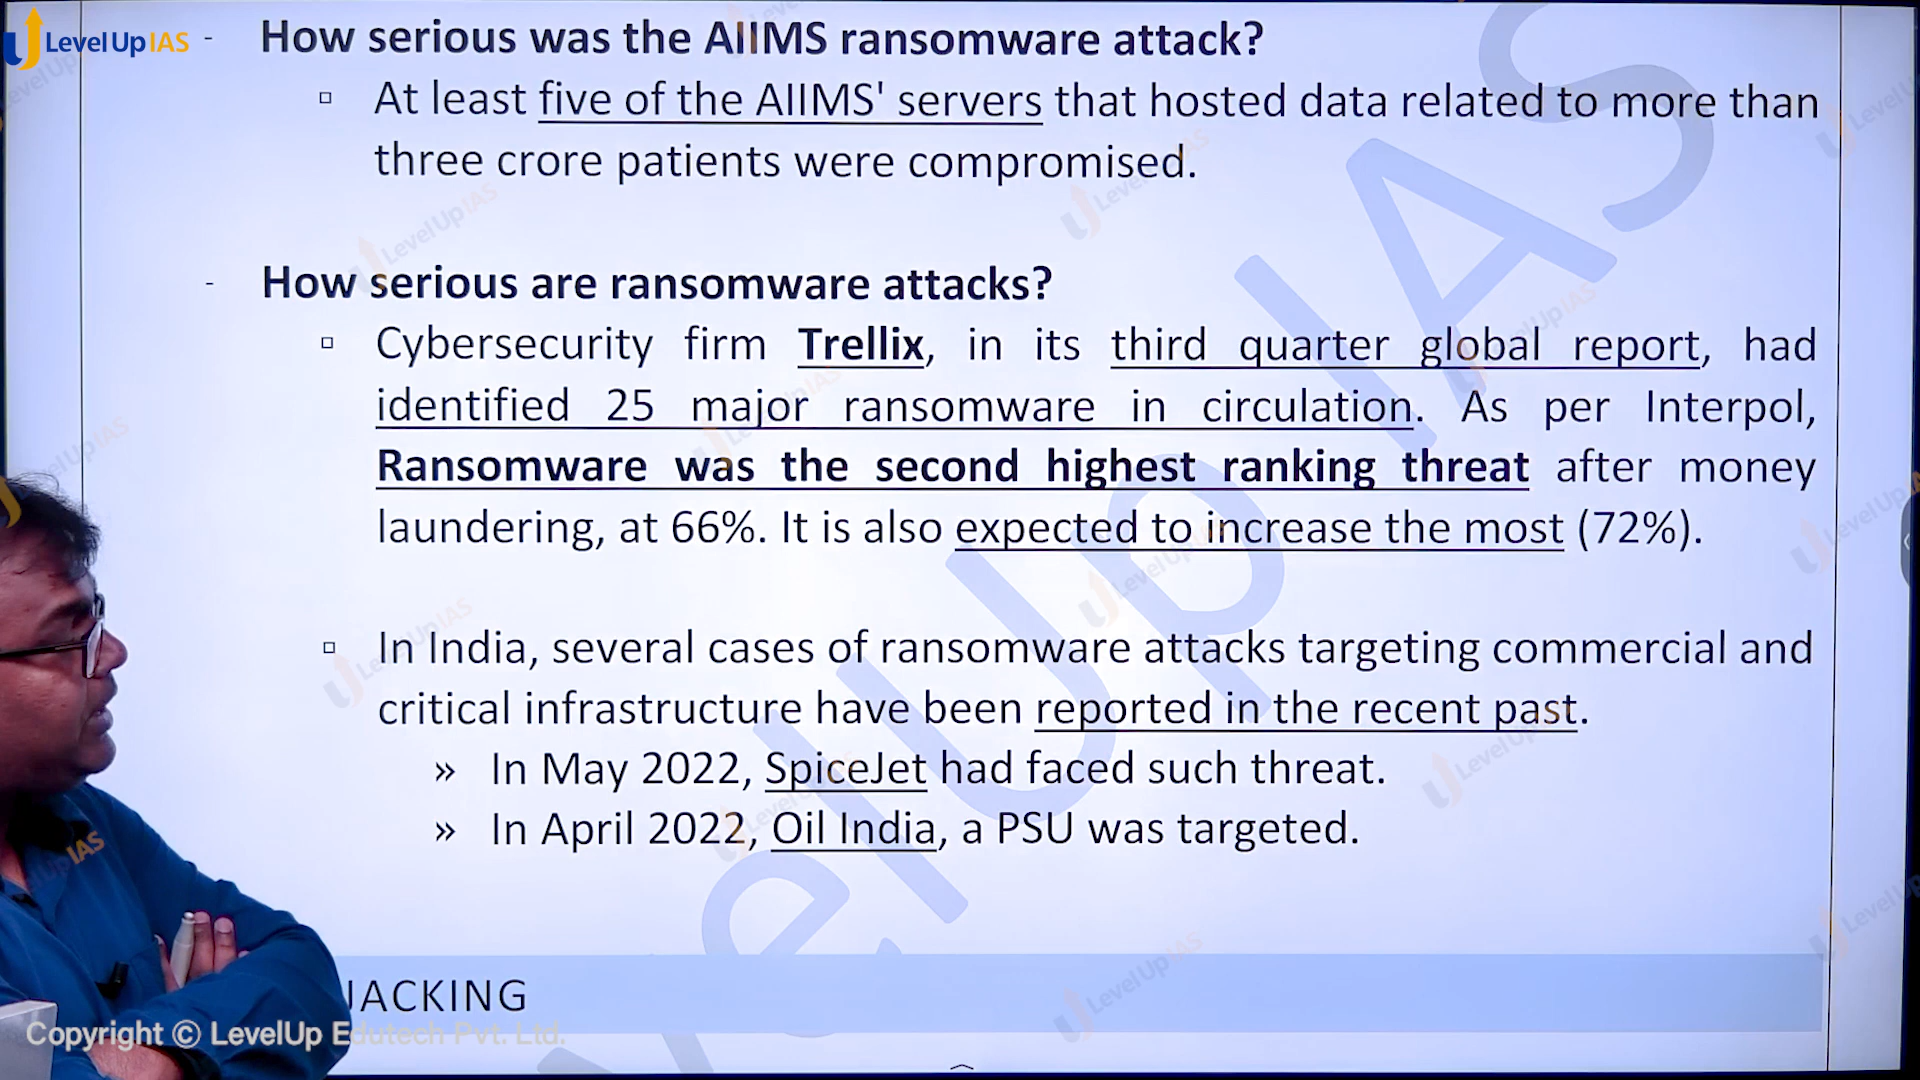 LevelUp IAS
- How serious was the AIIMS ransomware attack?
▫ At least five of the AIIMS' servers that hosted data related to more than
three crore patients were compromised.
- How serious are ransomware attacks?
▫ Cybersecurity firm Trellix, in its third quarter global report, had
identified 25 major ransomware in circulation. As per Interpol,
Ransomware was the second highest ranking threat after money
laundering, at 66%. It is also expected to increase the most (72%).
▫ In India, several cases of ransomware attacks targeting commercial and
critical infrastructure have been reported in the recent past.
» In May 2022, SpiceJet had faced such threat.
» In April 2022, Oil India, a PSU was targeted.
JACKING
Copyright © LevelUp Edutech Pvt. Ltd.